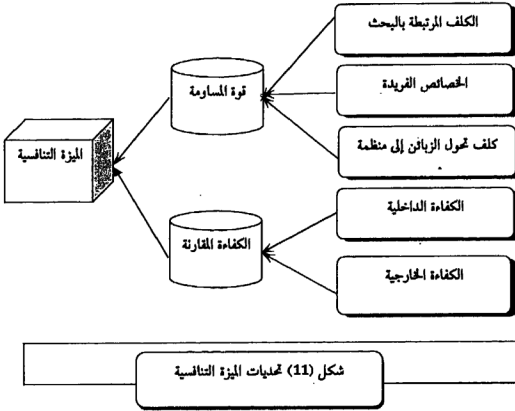 الكلف المرتبطة بالبحث
الخصائص الفريدة
كلف تحول الزبائن إلى منظمة
قوة المساومة
الميزة التنافسية
الكفاءة الداخلية
الكفاءة المقارنة
الكفاءة الخارجية
شكل (11) تحديات الميزة التنافسية